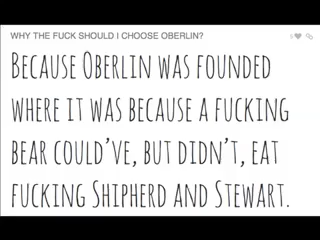 WHY THE FUCK SHOULD I CHOOSE OBERLIN?
BECAUSE OBERLIN WAS FOUNDED
WHERE IT WAS BECAUSE A FUCKING
BEAR COULD'VE, BUT DIDN'T, EAT
FUCKING SHIPHERD AND STEWART.